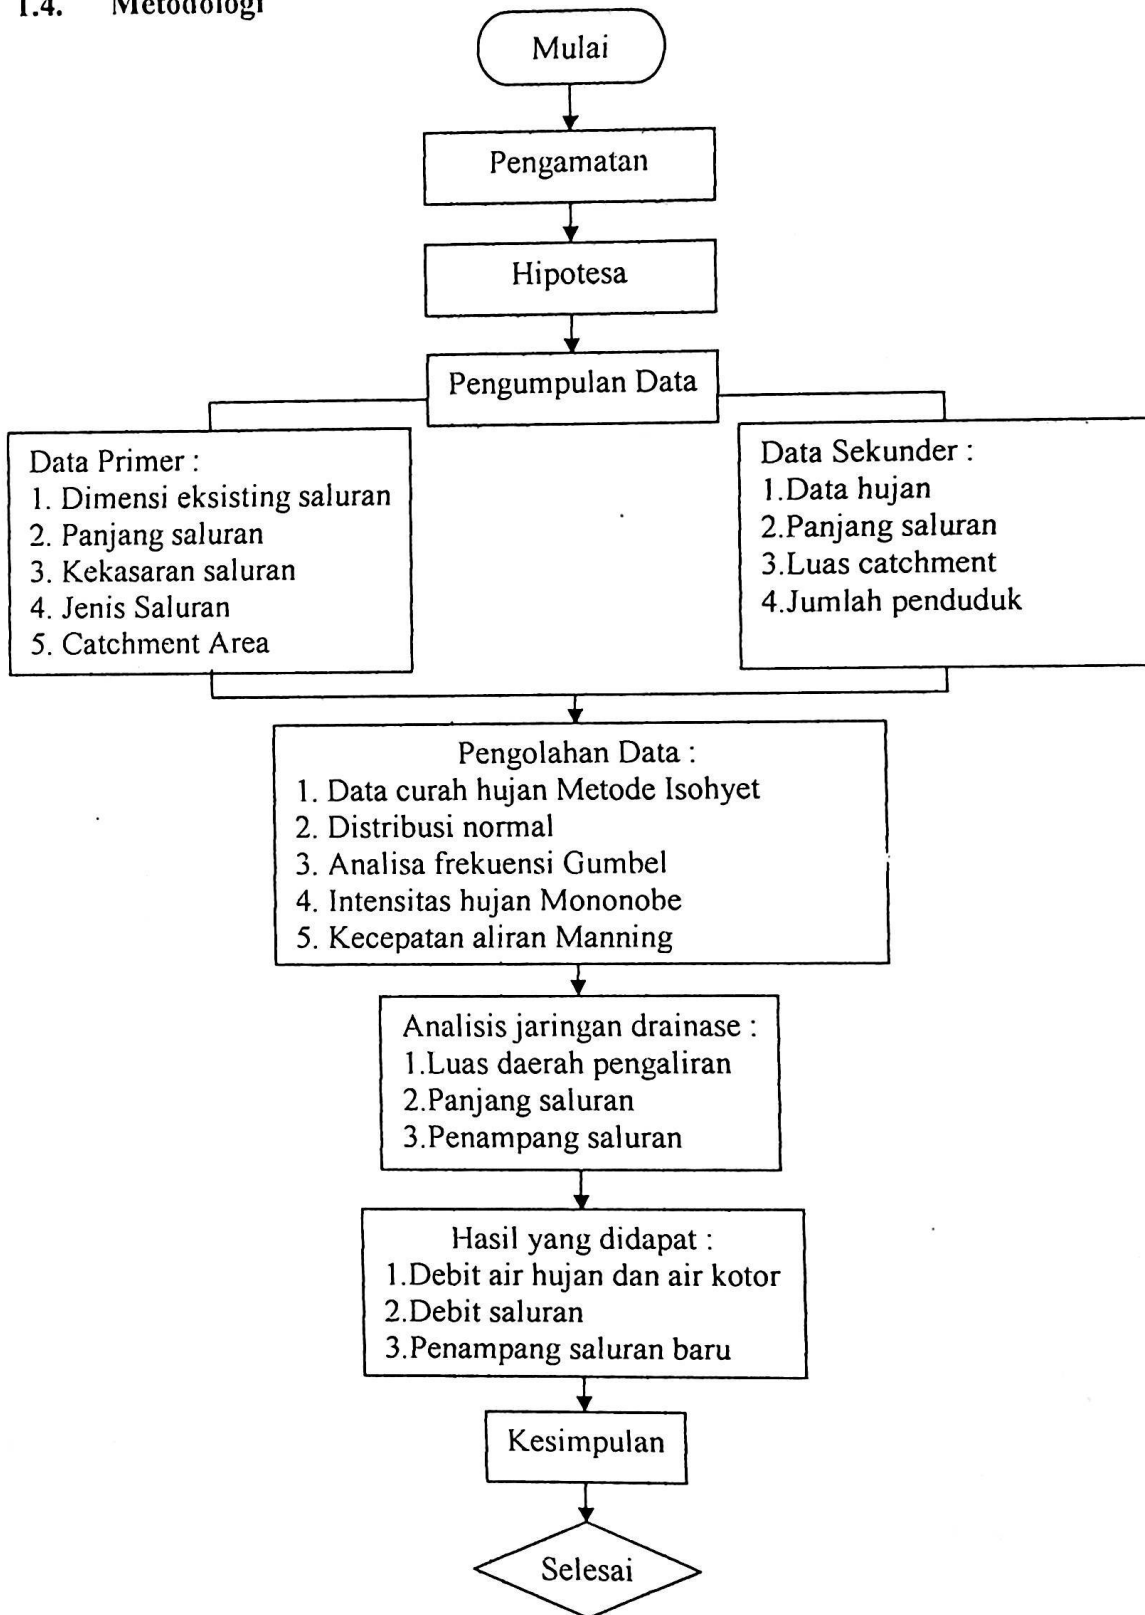 1.4. Metodologi
Mulai
Pengamatan
Hipotesa
Pengumpulan Data
Data Primer :
1. Dimensi eksisting saluran
2. Panjang saluran
3. Kekasaran saluran
4. Jenis Saluran
5. Catchment Area
Data Sekunder :
1.Data hujan
2.Panjang saluran
3.Luas catchment
4.Jumlah penduduk
Pengolahan Data :
1. Data curah hujan Metode Isohyet
2. Distribusi normal
3. Analisa frekuensi Gumbel
4. Intensitas hujan Mononobe
5. Kecepatan aliran Manning
Analisis jaringan drainase :
1.Luas daerah pengaliran
2.Panjang saluran
3.Penampang saluran
Hasil yang didapat :
1.Debit air hujan dan air kotor
2.Debit saluran
3.Penampang saluran baru
Kesimpulan
Selesai